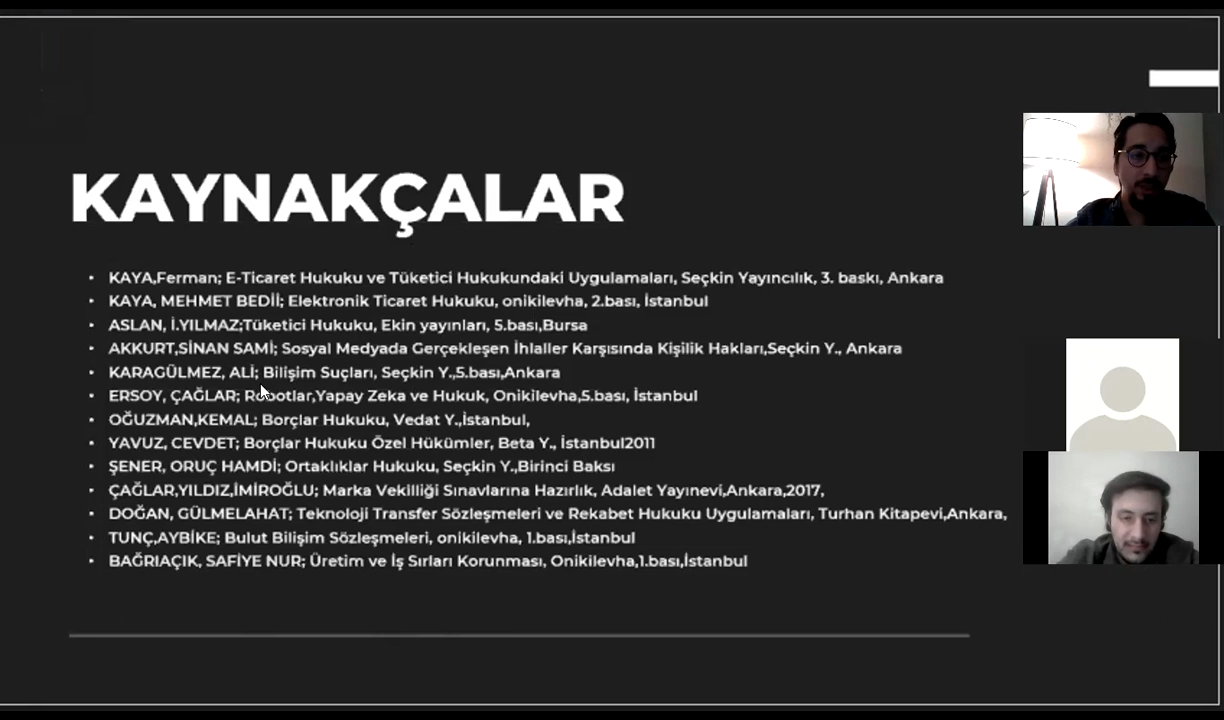 KAYNAKÇALAR
• KAYA,Ferman; E-Ticaret Hukuku ve Tüketici Hukukundaki Uygulamaları, Seçkin Yayıncılık, 3. baskı, Ankara
• KAYA, MEHMET BEDİİ; Elektronik Ticaret Hukuku, onikilevha, 2.bası, İstanbul
• ASLAN, İ.YILMAZ;Tüketici Hukuku, Ekin yayınları, 5.bası,Bursa
• AKKURT,SİNAN SAMİ; Sosyal Medyada Gerçekleşen İhlaller Karşısında Kişilik Hakları,Seçkin Y., Ankara
• KARAGÜLMEZ, ALİ; Bilişim Suçları, Seçkin Y.,5.bası,Ankara
• ERSOY, ÇAĞLAR; Robotlar,Yapay Zeka ve Hukuk, Onikilevha,5.bası, İstanbul
• OĞUZMAN,KEMAL; Borçlar Hukuku, Vedat Y.,İstanbul,
• YAVUZ, CEVDET; Borçlar Hukuku Özel Hükümler, Beta Y., İstanbul2011
• ŞENER, ORUÇ HAMDİ; Ortaklıklar Hukuku, Seçkin Y.,Birinci Baksı
• ÇAĞLAR,YILDIZ,İMİROĞLU; Marka Vekilliği Sınavlarına Hazırlık, Adalet Yayınevi,Ankara,2017,
• DOĞAN, GÜLMELAHAT; Teknoloji Transfer Sözleşmeleri ve Rekabet Hukuku Uygulamaları, Turhan Kitapevi,Ankara,
• TUNÇ,AYBİKE; Bulut Bilişim Sözleşmeleri, onikilevha, 1.bası,İstanbul
• BAĞRIAÇIK, SAFİYE NUR; Üretim ve İş Sırları Korunması, Onikilevha,1.bası,İstanbul